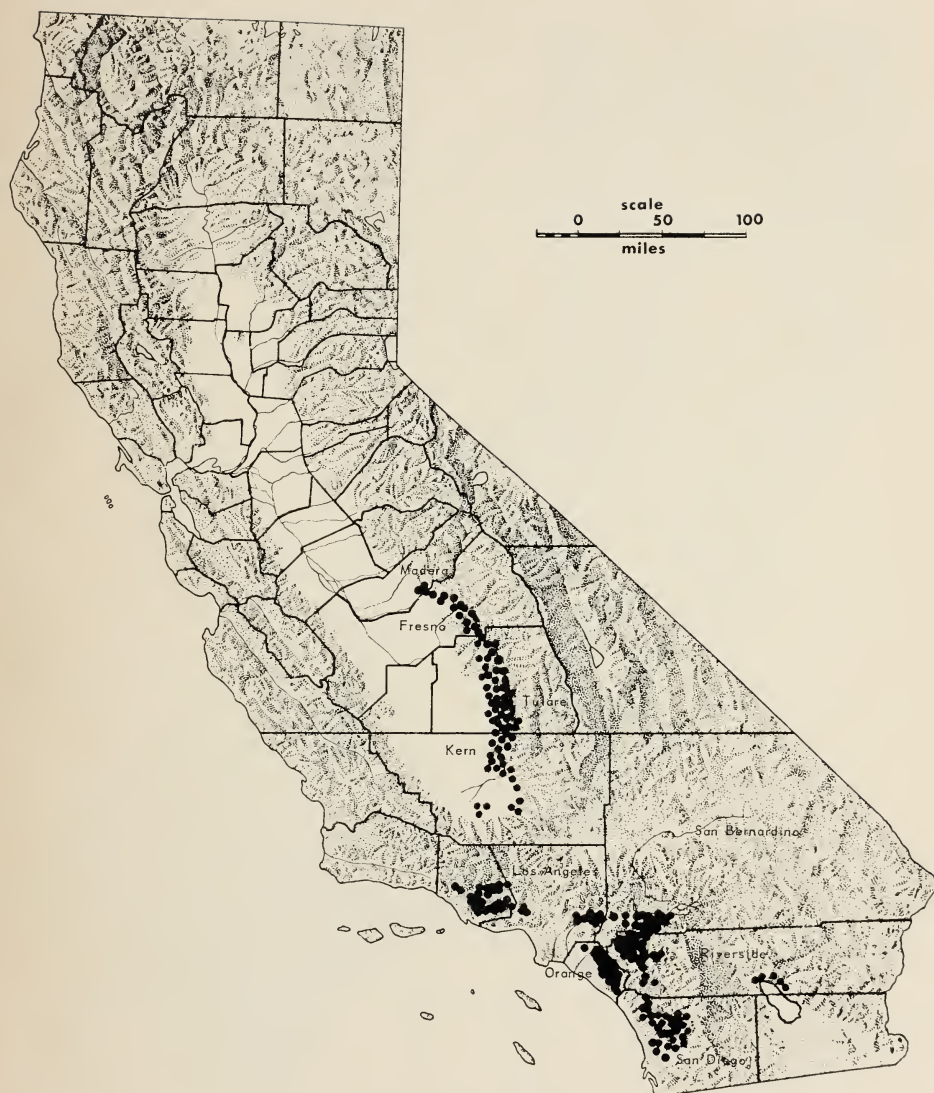 scale
0 50 100
miles
Madera
Fresno
Tulare
Kern
San Bernardino
Los Angeles
Riverside
Orange
San Diego